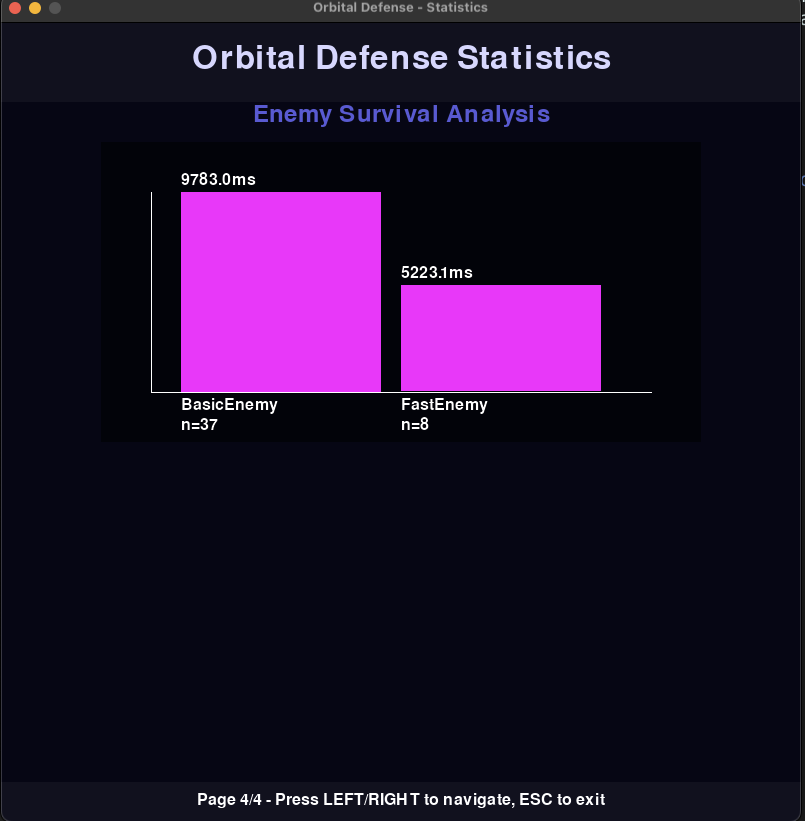 Orbital Defense - Statistics
Orbital Defense Statistics
Enemy Survival Analysis
9783.0ms
5223.1ms
BasicEnemy
n=37
FastEnemy
n=8
Page 4/4 - Press LEFT/RIGHT to navigate, ESC to exit